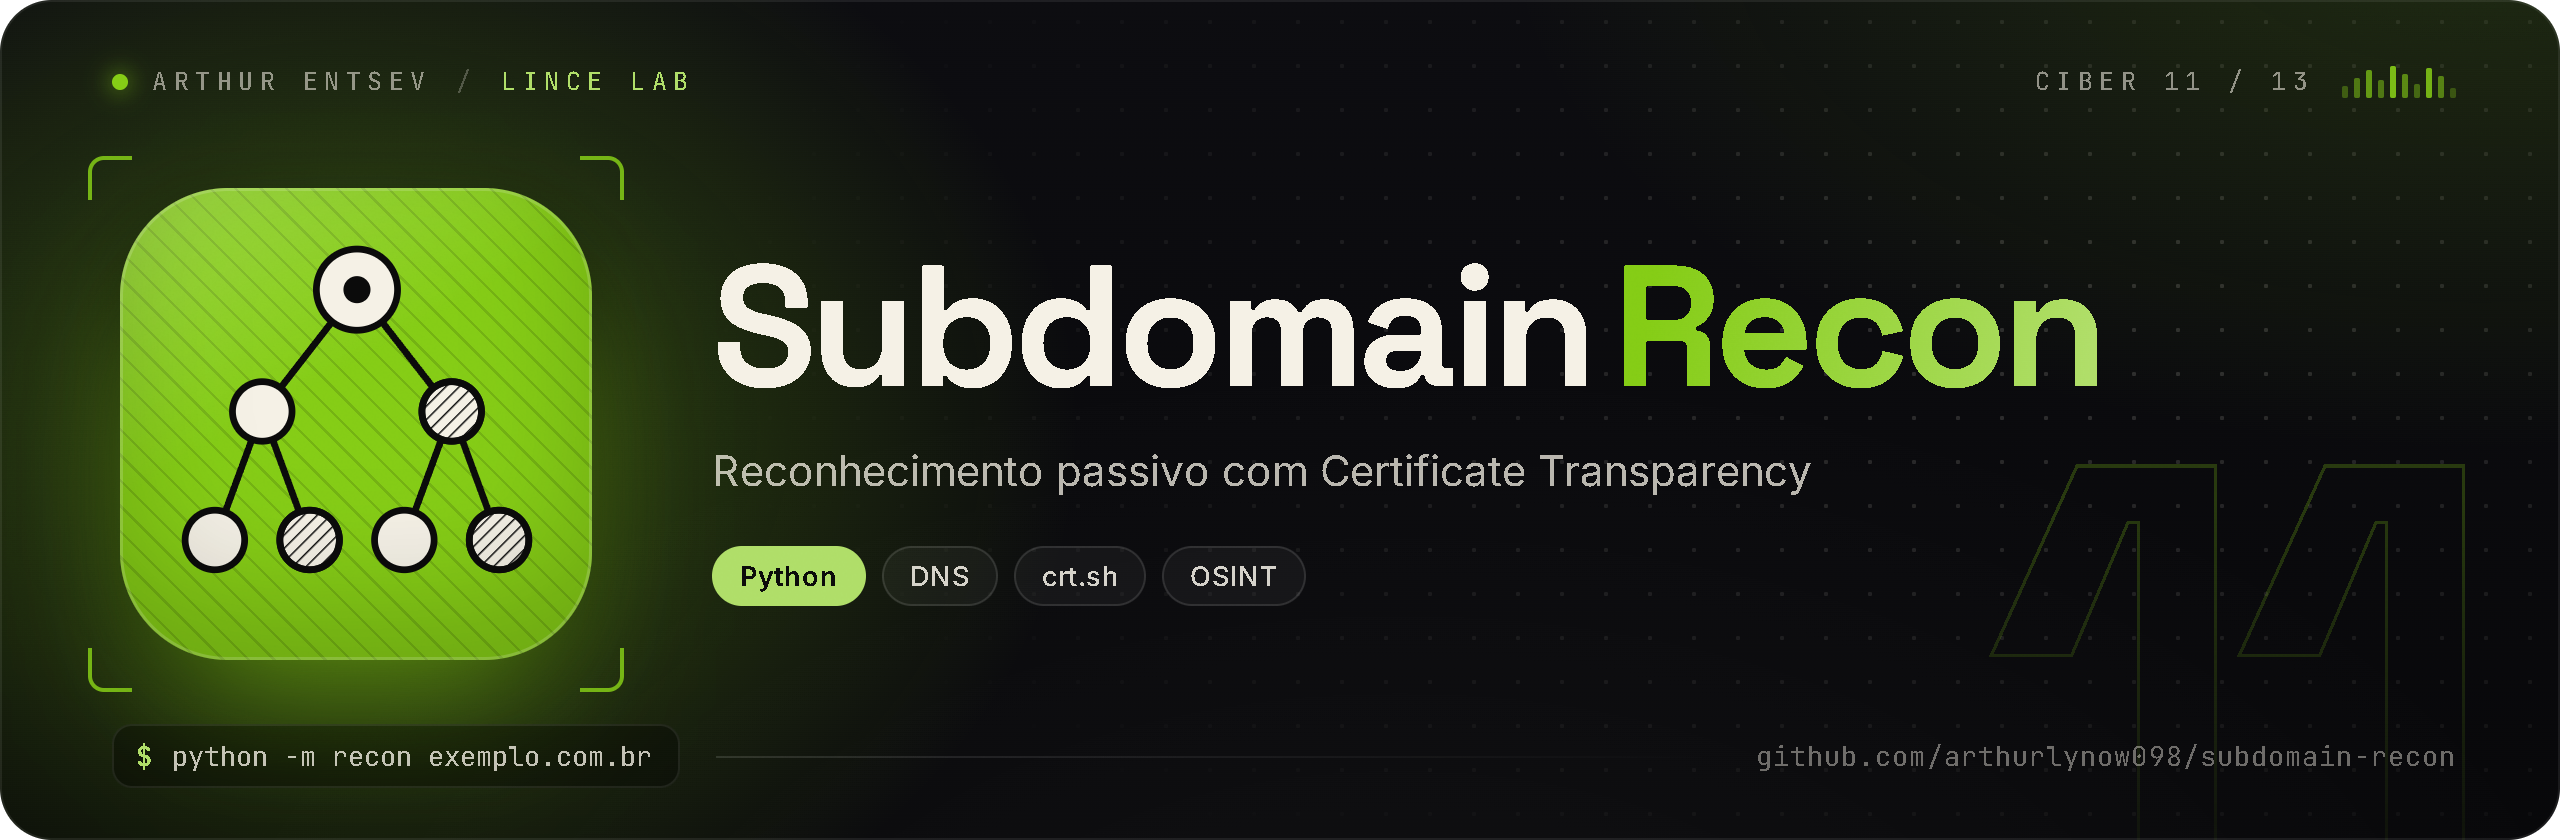 ARTHUR ENTSEV / LINCE LAB
CIBER 11 / 13
Subdomain Recon
Reconhecimento passivo com Certificate Transparency
Python DNS crt.sh OSINT
11
$ python -m recon exemplo.com.br
github.com/arthurlynow098/subdomain-recon